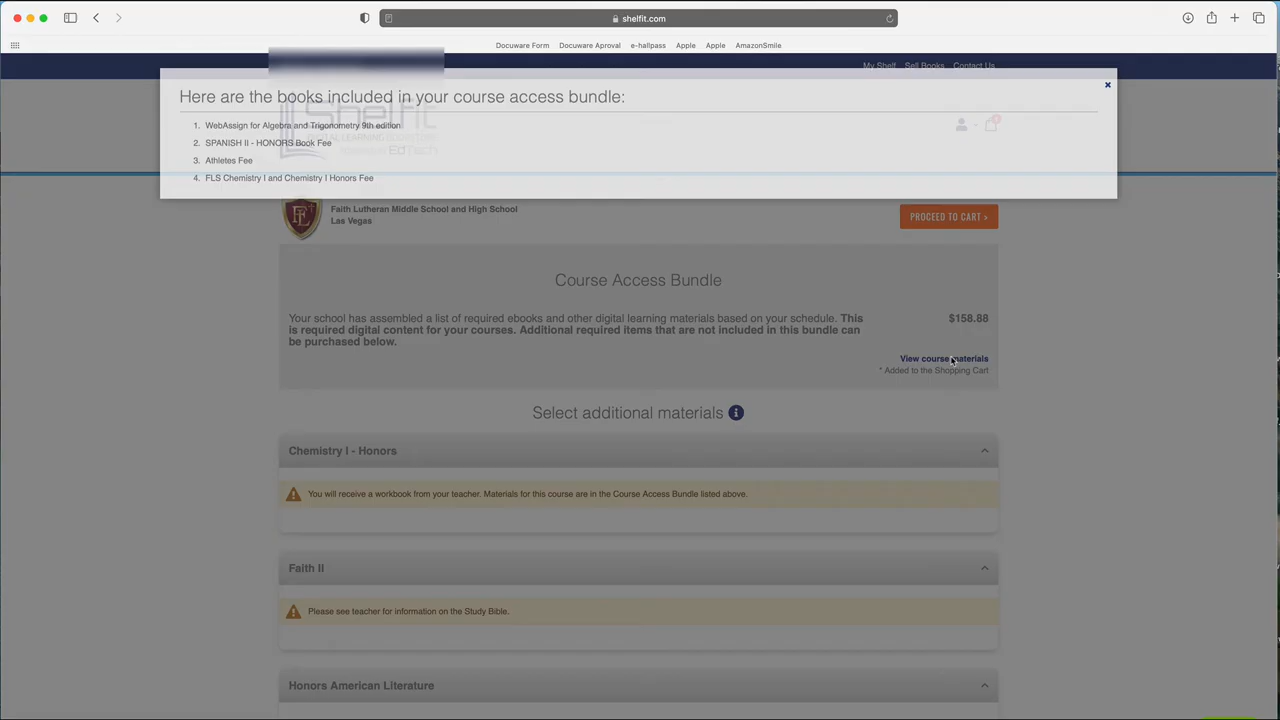 shelfit.com
Docuware Form Docuware Aproval e-hallpass Apple Apple AmazonSmile
My Shelf Sell Books Contact Us
Here are the books included in your course access bundle:
1. WebAssign for Algebra and Trigonometry 9th edition
2. SPANISH II - HONORS Book Fee
3. Athletes Fee
4. FLS Chemistry I and Chemistry I Honors Fee
Shelfit
EdTech
Faith Lutheran Middle School and High School
Las Vegas
PROCEED TO CART >
Course Access Bundle
Your school has assembled a list of required ebooks and other digital learning materials based on your schedule. This
is required digital content for your courses. Additional required items that are not included in this bundle can
be purchased below.
$158.88
View course materials
* Added to the Shopping Cart
Select additional materials
Chemistry I - Honors
You will receive a workbook from your teacher. Materials for this course are in the Course Access Bundle listed above.
Faith II
Please see teacher for information on the Study Bible.
Honors American Literature